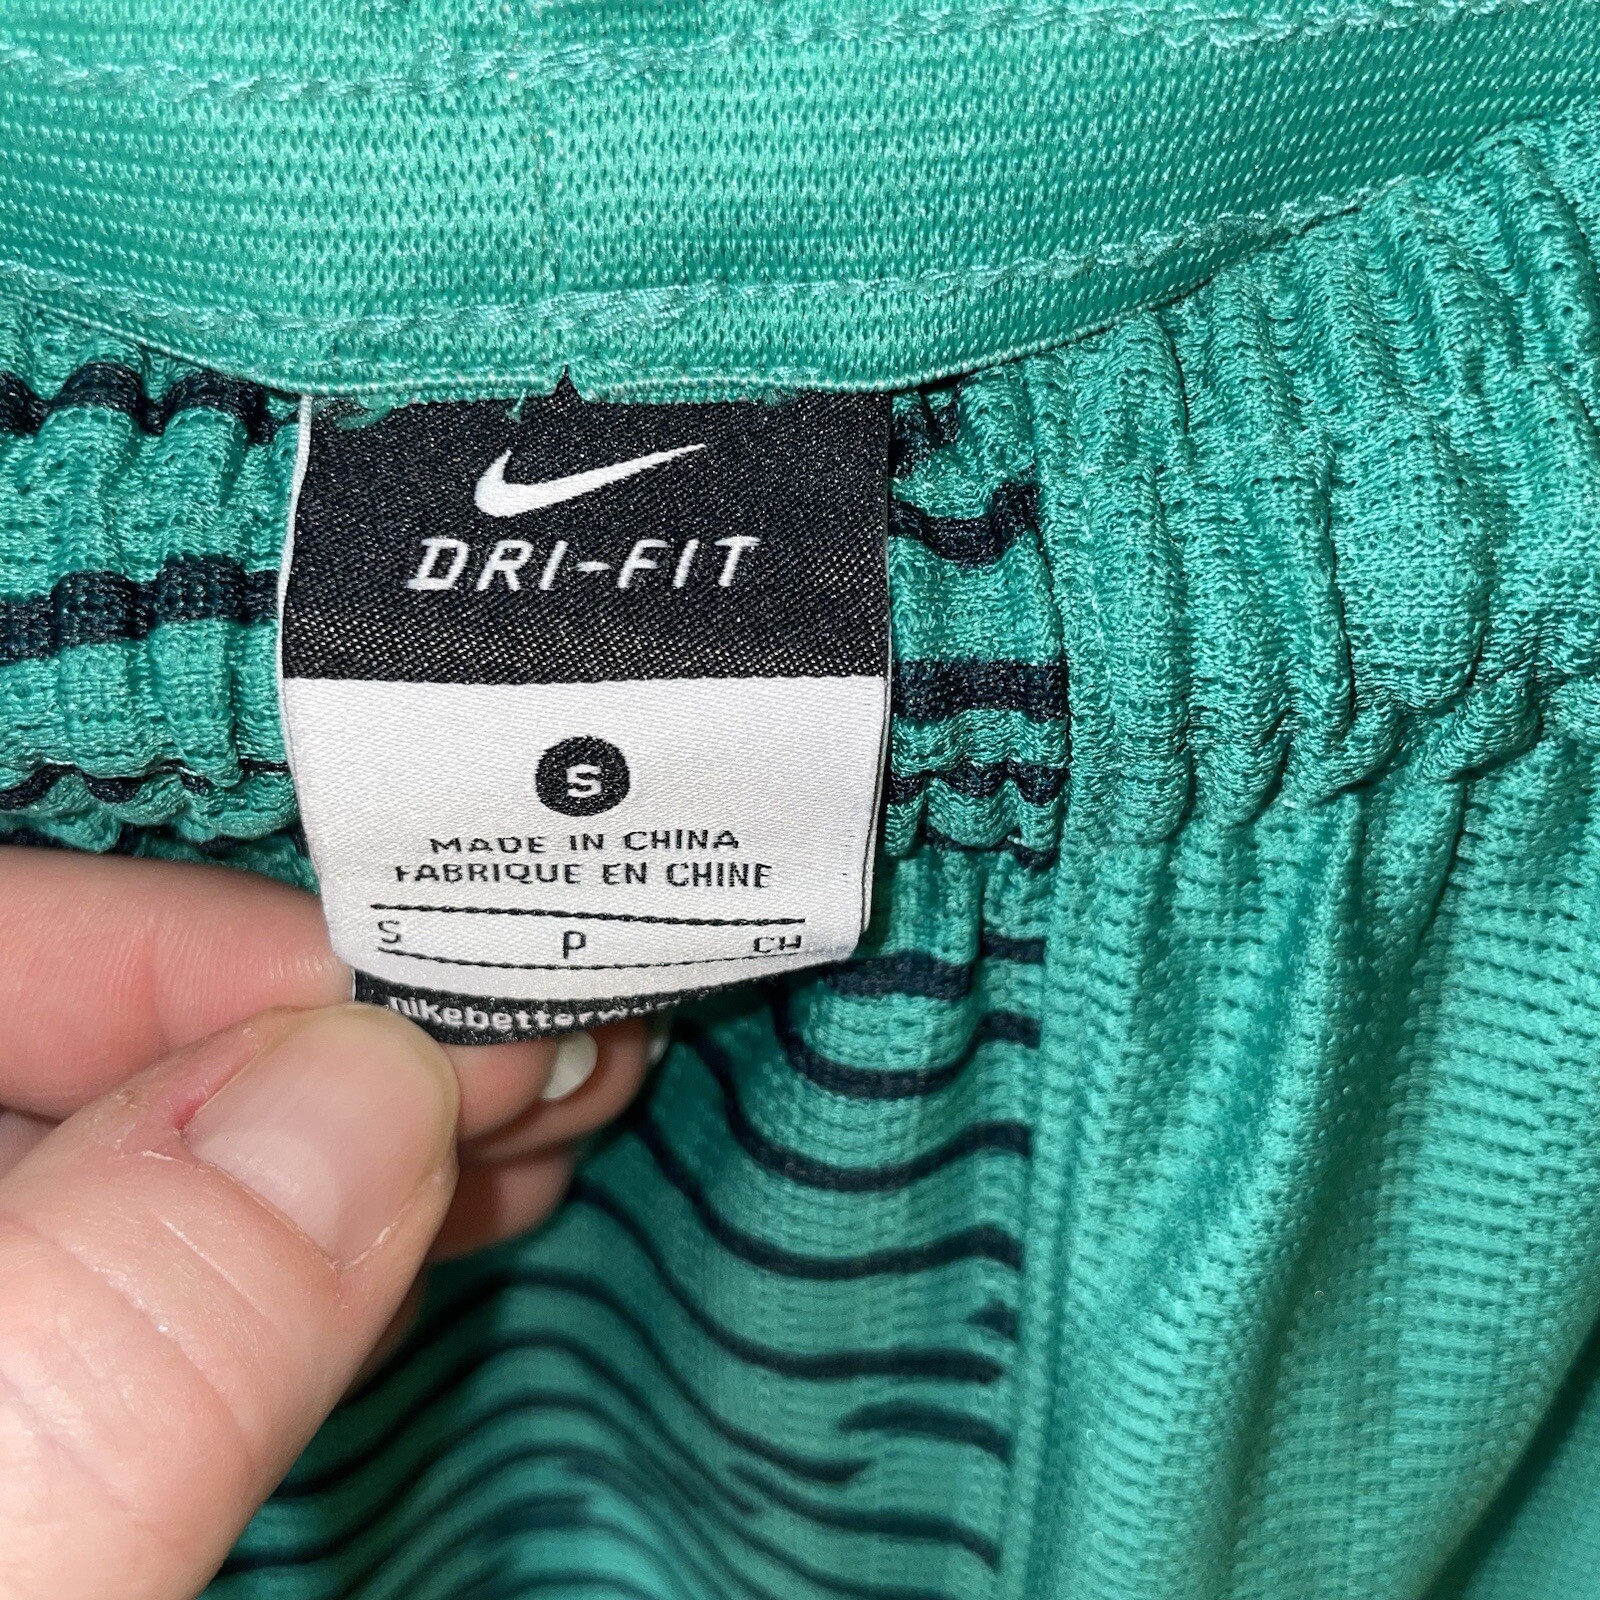 DRI-FIT
S
MADE IN CHINA
FABRIQUE EN CHINE
S P CH